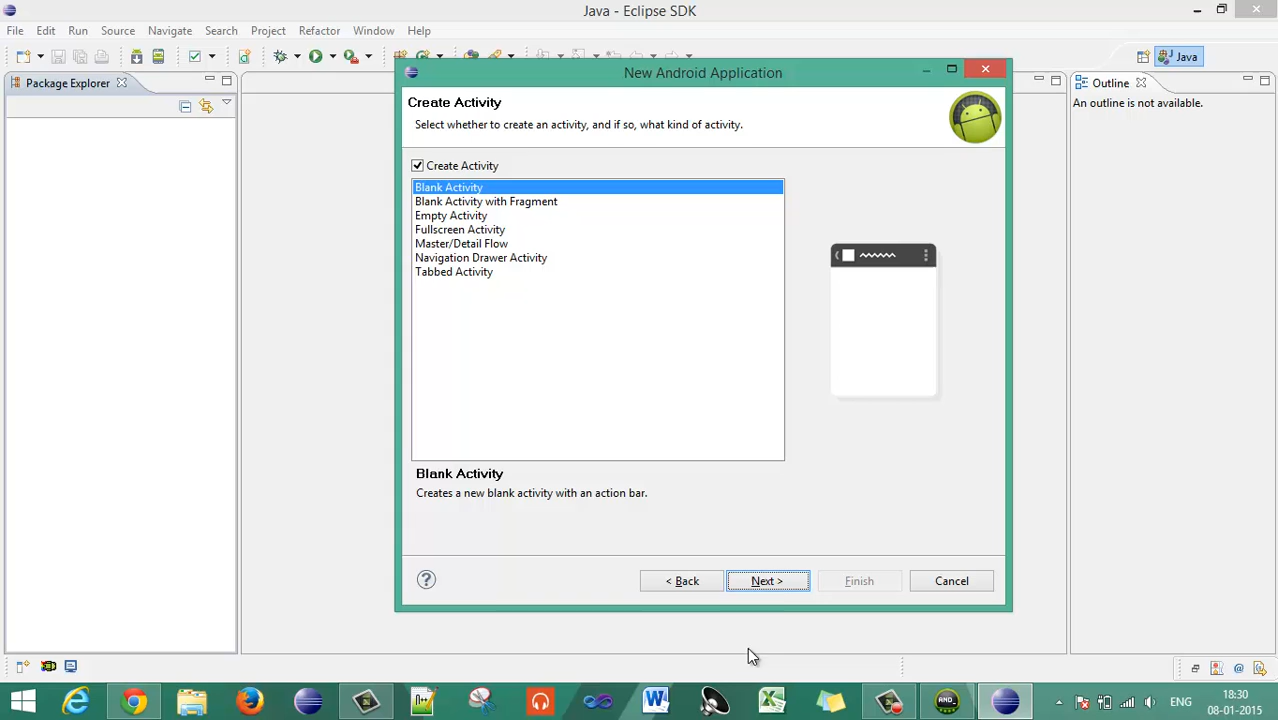 Java - Eclipse SDK
File Edit Run Source Navigate Search Project Refactor Window Help
Java
Package Explorer
Outline
An outline is not available.
New Android Application
Create Activity
Select whether to create an activity, and if so, what kind of activity.
Create Activity
Blank Activity
Blank Activity with Fragment
Empty Activity
Fullscreen Activity
Master/Detail Flow
Navigation Drawer Activity
Tabbed Activity
Blank Activity
Creates a new blank activity with an action bar.
< Back Next > Finish Cancel
ENG
18:30
08-01-2015